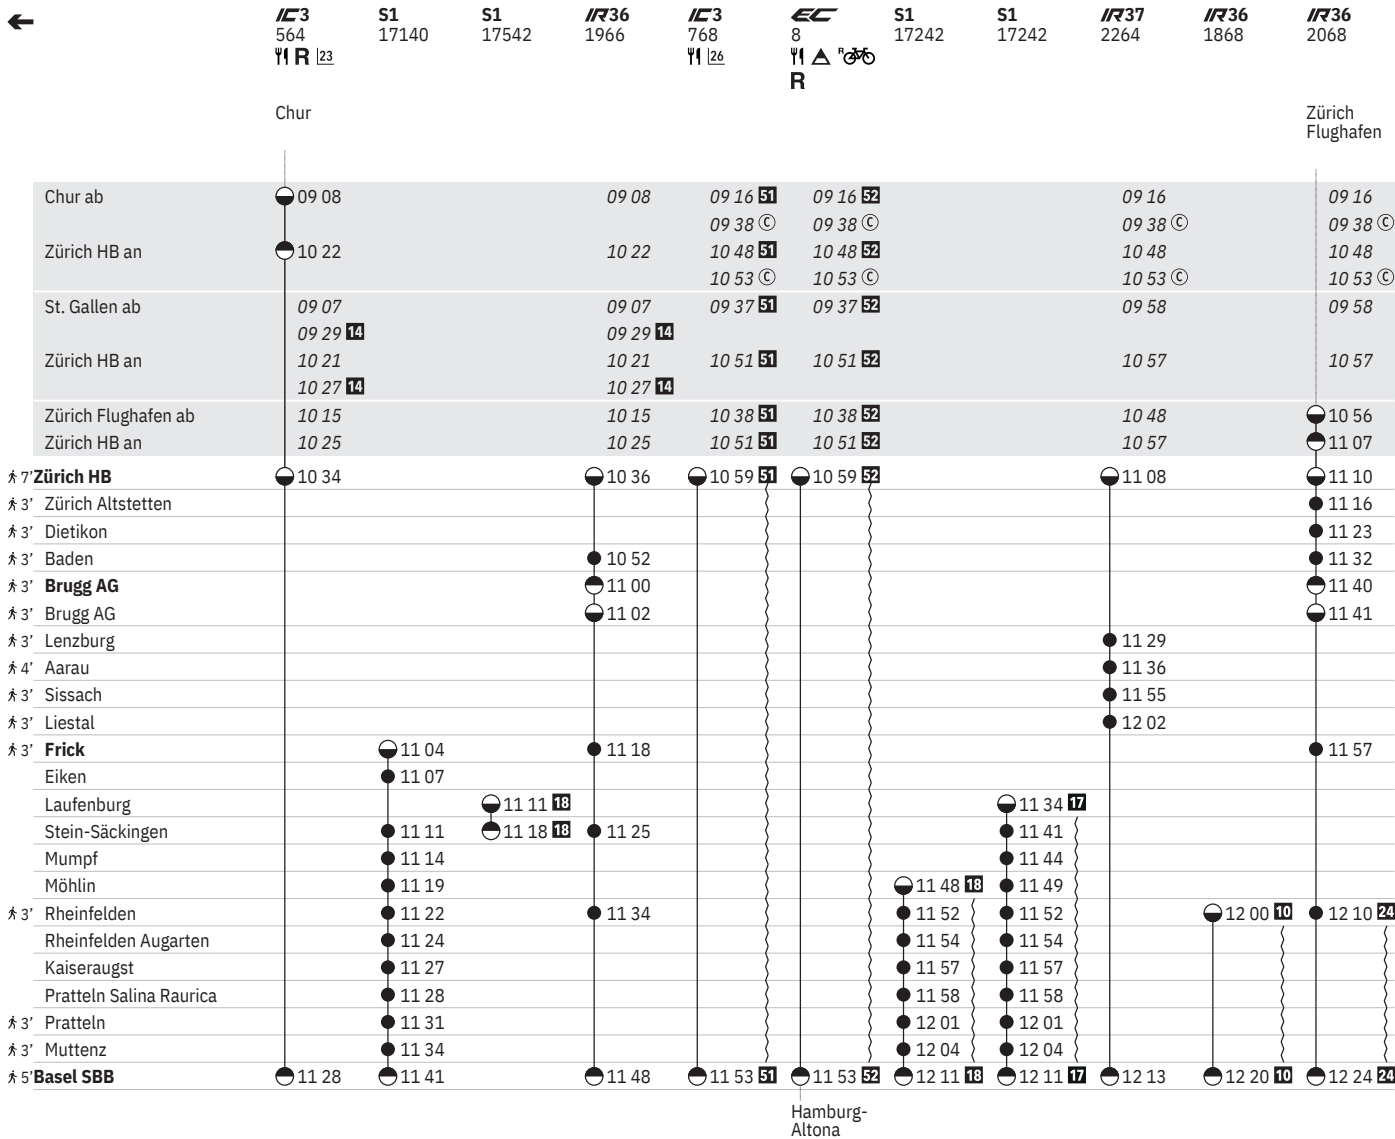 IC3 S1 S1 IR36 IC3 EC S1 S1 IR37 IR36 IR36
564 17140 17542 1966 768 8 17242 17242 2264 1868 2068
R 23 26 R
R
Chur Zürich
Flughafen
Chur ab 09 08 09 08 09 16 51 09 16 52 09 16 09 16
09 38 C 09 38 C 09 38 C 09 38 C
Zürich HB an 10 22 10 22 10 48 51 10 48 52 10 48 10 48
10 53 C 10 53 C 10 53 C 10 53 C
St. Gallen ab 09 07 09 07 09 37 51 09 37 52 09 58 09 58
09 29 14 09 29 14
Zürich HB an 10 21 10 21 10 51 51 10 51 52 10 57 10 57
10 27 14 10 27 14
Zürich Flughafen ab 10 15 10 15 10 38 51 10 38 52 10 48 10 56
Zürich HB an 10 25 10 25 10 51 51 10 51 52 10 57 11 07
7’ Zürich HB 10 34 10 36 10 59 51 10 59 52 11 08 11 10
3’ Zürich Altstetten 11 16
3’ Dietikon 11 23
3’ Baden 10 52 11 32
3’ Brugg AG 11 00 11 40
3’ Brugg AG 11 02 11 41
3’ Lenzburg 11 29
4’ Aarau 11 36
3’ Sissach 11 55
3’ Liestal 12 02
3’ Frick 11 04 11 18 11 57
Eiken 11 07
Laufenburg 11 11 18 11 34 17
Stein-Säckingen 11 11 11 18 18 11 25 11 41
Mumpf 11 14 11 44
Möhlin 11 19 11 48 18 11 49
3’ Rheinfelden 11 22 11 34 11 52 11 52 12 00 10 12 10 24
Rheinfelden Augarten 11 24 11 54 11 54
Kaiseraugst 11 27 11 57 11 57
Pratteln Salina Raurica 11 28 11 58 11 58
3’ Pratteln 11 31 12 01 12 01
3’ Muttenz 11 34 12 04 12 04
5’ Basel SBB 11 28 11 41 11 48 11 53 51 11 53 52 12 11 18 12 11 17 12 13 12 20 10 12 24 24
Hamburg-
Altona